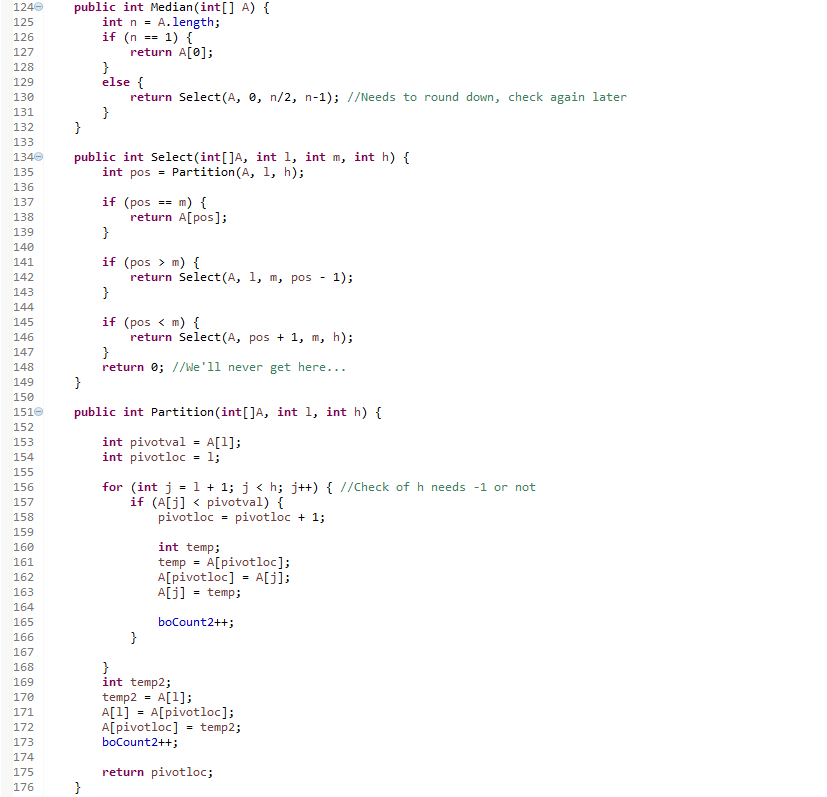 124 public int Median(int[] A) {
125 int n = A.length;
126 if (n == 1) {
127 return A[0];
128 }
129 else {
130 return Select(A, 0, n/2, n-1); //Needs to round down, check again later
131 }
132 }
133
134 public int Select(int[]A, int l, int m, int h) {
135 int pos = Partition(A, l, h);
136
137 if (pos == m) {
138 return A[pos];
139 }
140
141 if (pos > m) {
142 return Select(A, l, m, pos - 1);
143 }
144
145 if (pos < m) {
146 return Select(A, pos + 1, m, h);
147 }
148 return 0; //We'll never get here...
149 }
150
151 public int Partition(int[]A, int l, int h) {
152
153 int pivotval = A[l];
154 int pivotloc = l;
155
156 for (int j = l + 1; j < h; j++) { //Check of h needs -1 or not
157 if (A[j] < pivotval) {
158 pivotloc = pivotloc + 1;
159
160 int temp;
161 temp = A[pivotloc];
162 A[pivotloc] = A[j];
163 A[j] = temp;
164
165 boCount2++;
166 }
167
168 }
169 int temp2;
170 temp2 = A[l];
171 A[l] = A[pivotloc];
172 A[pivotloc] = temp2;
173 boCount2++;
174
175 return pivotloc;
176 }